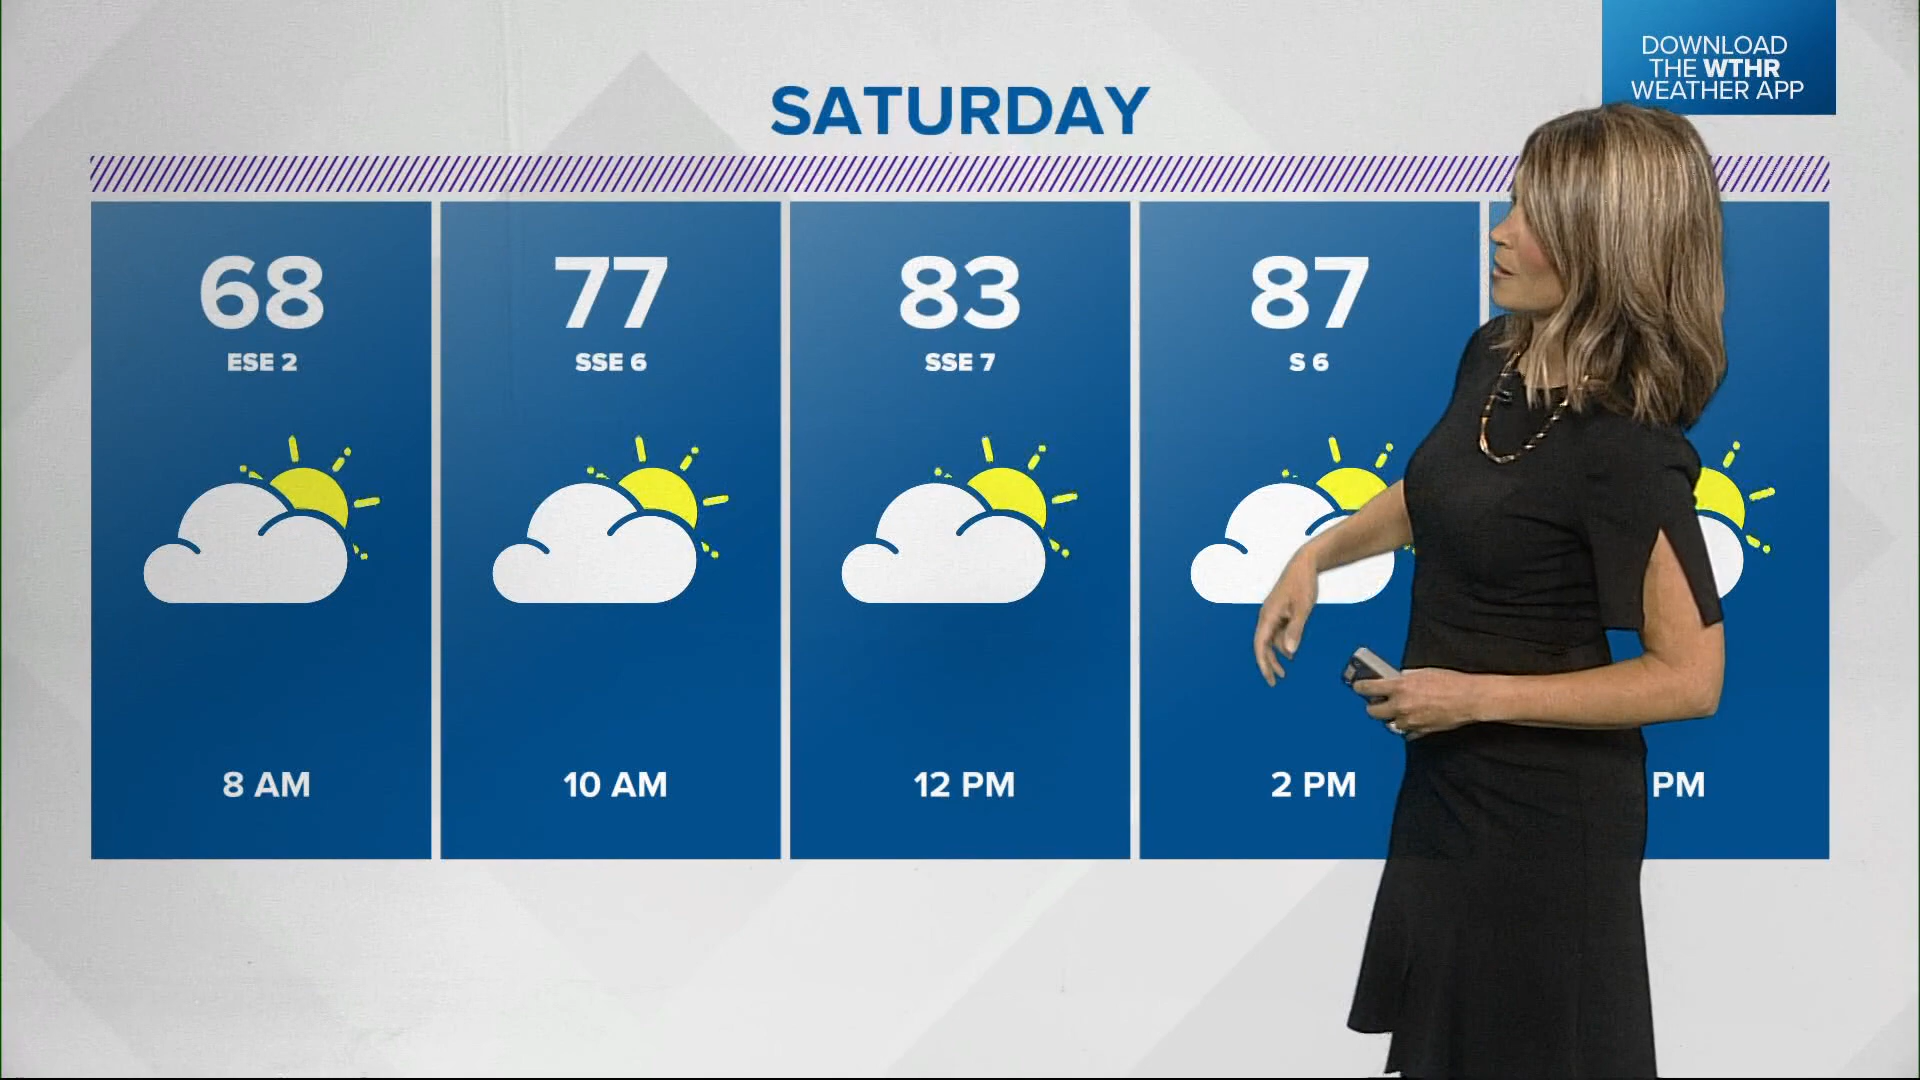 DOWNLOAD
THE WTHR
WEATHER APP
SATURDAY
68
ESE 2
8 AM
77
SSE 6
10 AM
83
SSE 7
12 PM
87
S 6
2 PM
PM